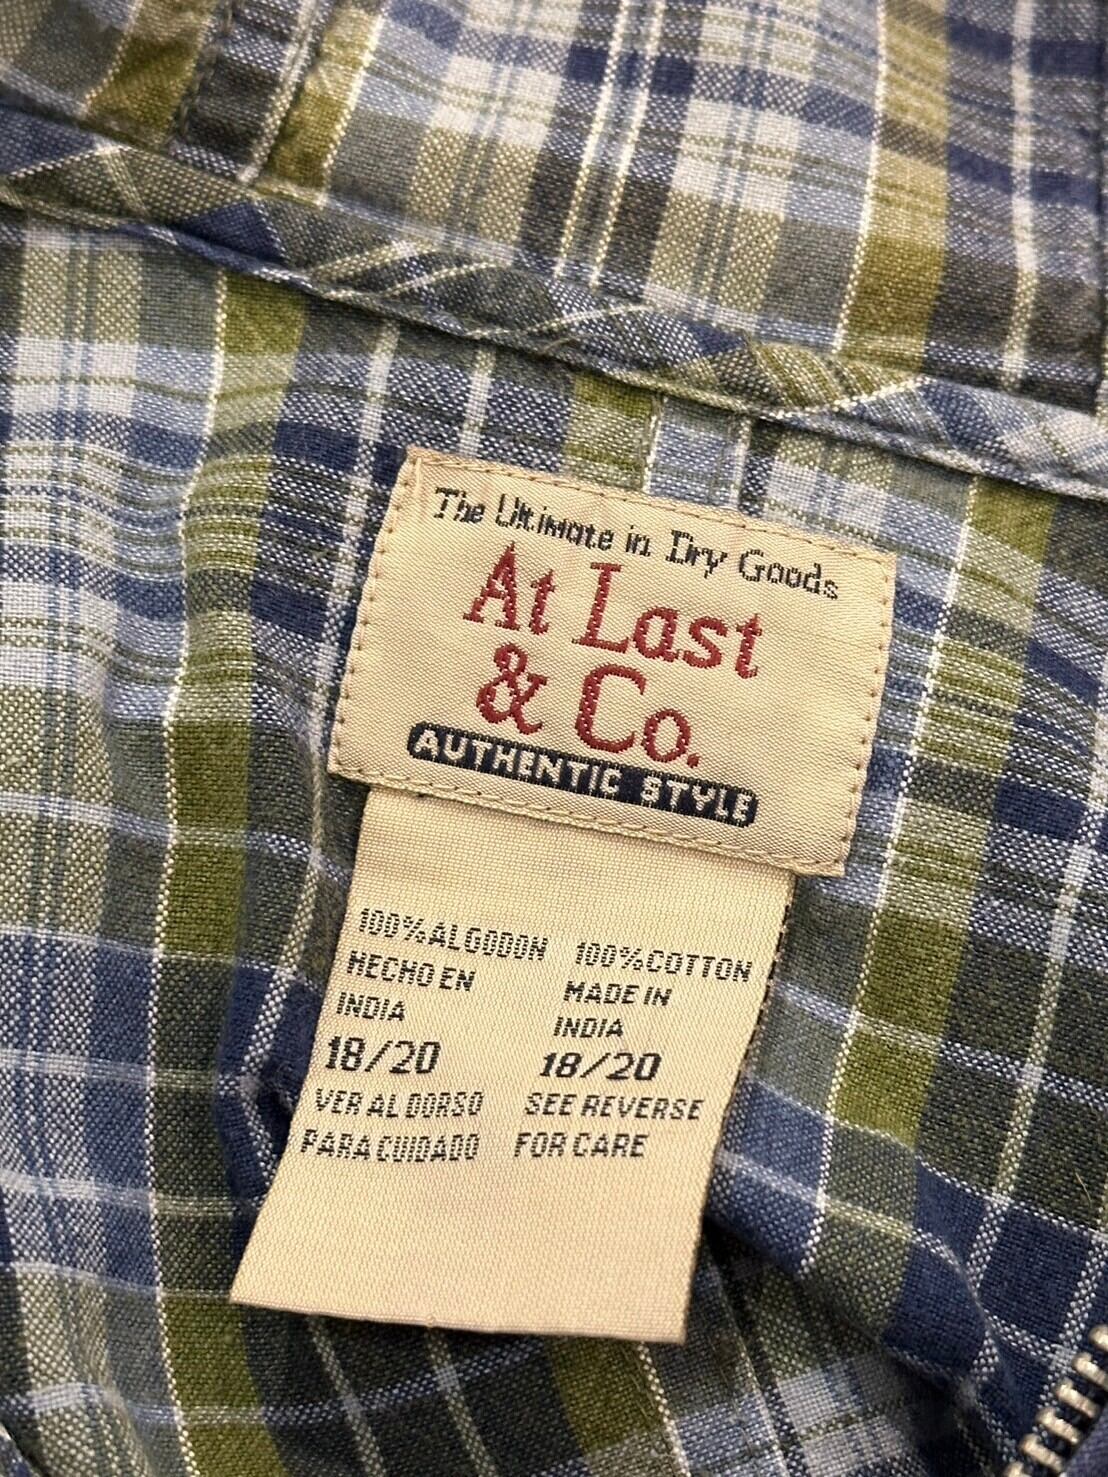 The Ultimate in Dry Goods
At Last
& Co.
AUTHENTIC STYLE
100% ALGODON
HECHO EN
INDIA
18/20
VER AL DORSO
PARA CUIDADO
100% COTTON
MADE IN
INDIA
18/20
SEE REVERSE
FOR CARE